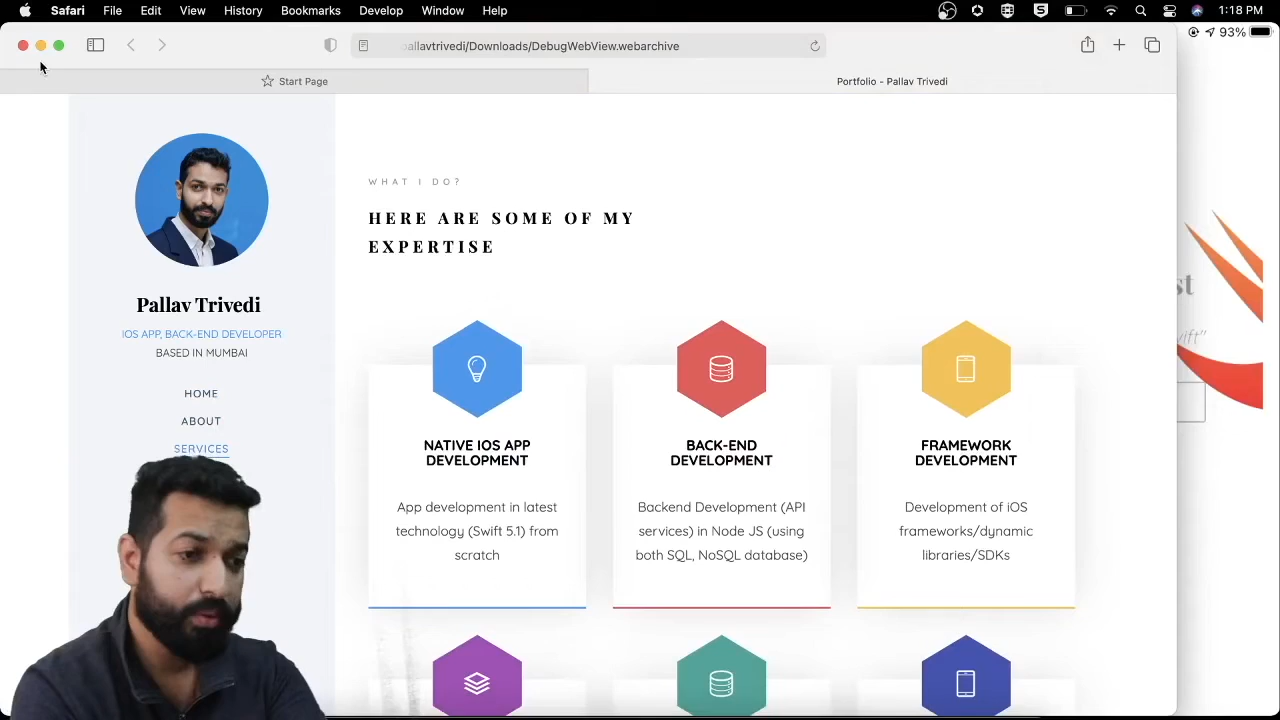 Safari File Edit View History Bookmarks Develop Window Help 1:18 PM
allavtrivedi/Downloads/DebugWebView.webarchive
93%
Start Page
Portfolio - Pallav Trivedi
Pallav Trivedi
IOS APP, BACK-END DEVELOPER
BASED IN MUMBAI
HOME
ABOUT
SERVICES
WHAT I DO?
HERE ARE SOME OF MY
EXPERTISE
NATIVE IOS APP
DEVELOPMENT
App development in latest
technology (Swift 5.1) from
scratch
BACK-END
DEVELOPMENT
Backend Development (API
services) in Node JS (using
both SQL, NoSQL database)
FRAMEWORK
DEVELOPMENT
Development of iOS
frameworks/dynamic
libraries/SDKs
st
ift"